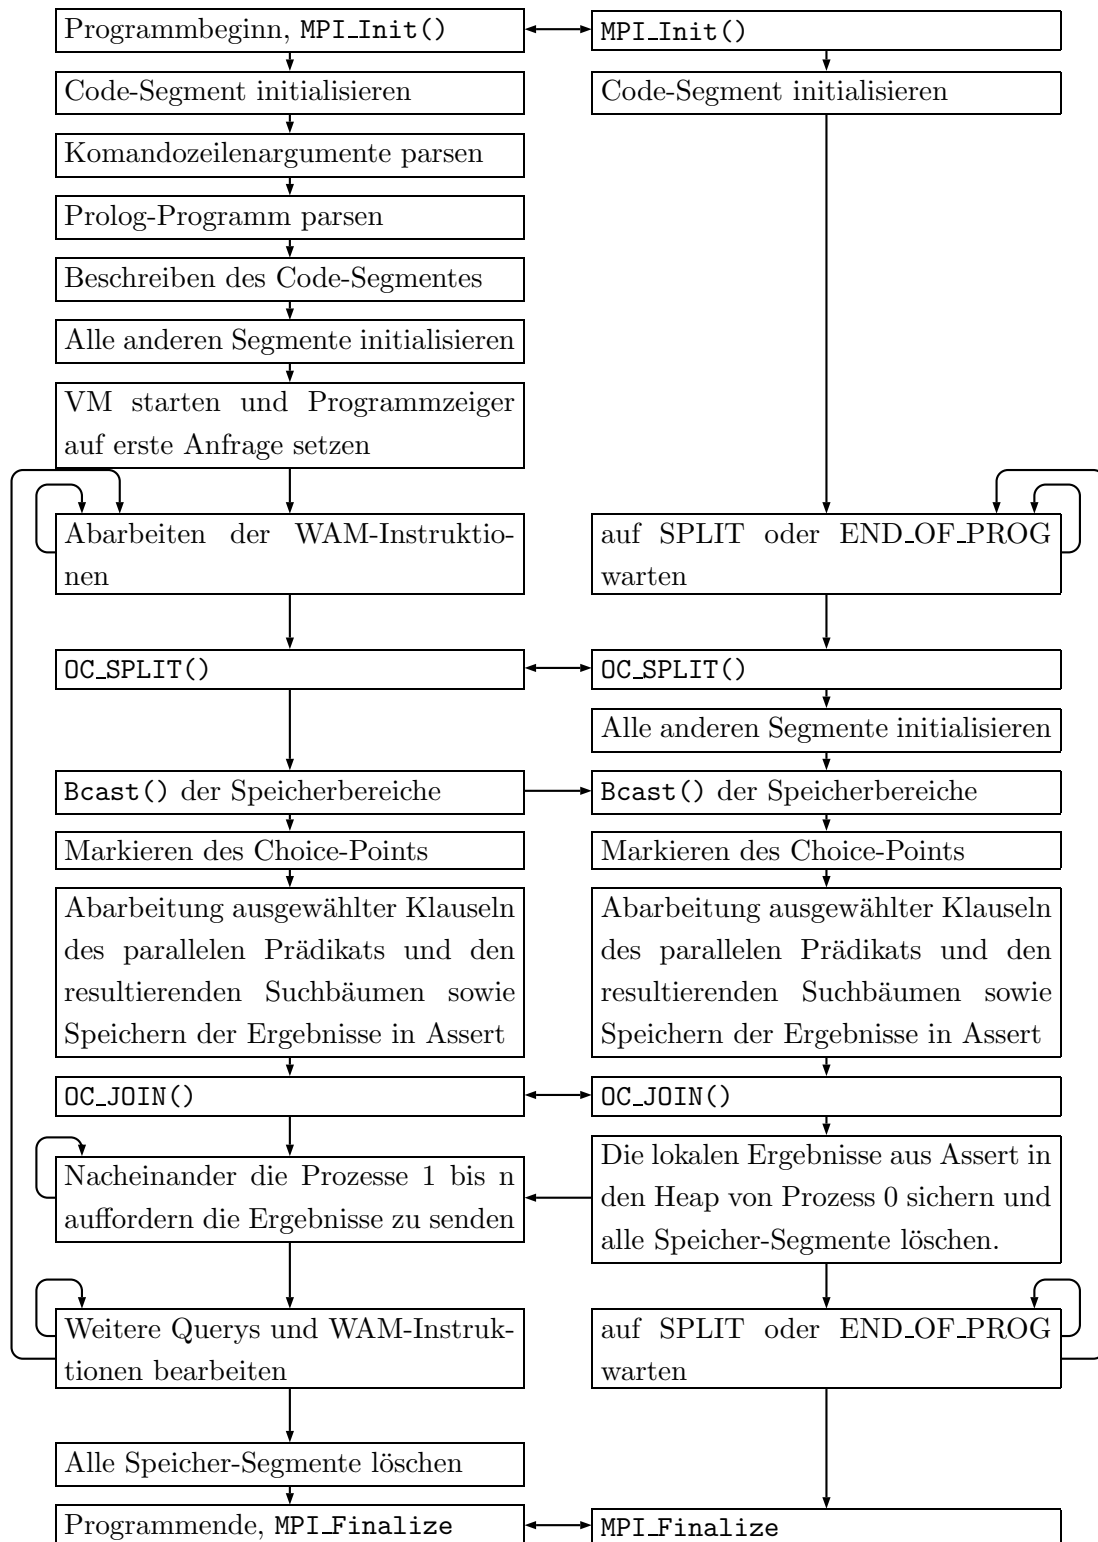 Programmbeginn, MPI_Init()
MPI_Init()
Code-Segment initialisieren
Code-Segment initialisieren
Komandozeilenargumente parsen
Prolog-Programm parsen
Beschreiben des Code-Segmentes
Alle anderen Segmente initialisieren
VM starten und Programmzeiger
auf erste Anfrage setzen
Abarbeiten der WAM-Instruktio-
nen
auf SPLIT oder END_OF_PROG
warten
OC_SPLIT()
OC_SPLIT()
Alle anderen Segmente initialisieren
Bcast() der Speicherbereiche
Bcast() der Speicherbereiche
Markieren des Choice-Points
Markieren des Choice-Points
Abarbeitung ausgewählter Klauseln
des parallelen Prädikats und den
resultierenden Suchbäumen sowie
Speichern der Ergebnisse in Assert
Abarbeitung ausgewählter Klauseln
des parallelen Prädikats und den
resultierenden Suchbäumen sowie
Speichern der Ergebnisse in Assert
OC_JOIN()
OC_JOIN()
Nacheinander die Prozesse 1 bis n
auffordern die Ergebnisse zu senden
Die lokalen Ergebnisse aus Assert in
den Heap von Prozess 0 sichern und
alle Speicher-Segmente löschen.
Weitere Querys und WAM-Instruk-
tionen bearbeiten
auf SPLIT oder END_OF_PROG
warten
Alle Speicher-Segmente löschen
Programmende, MPI_Finalize
MPI_Finalize